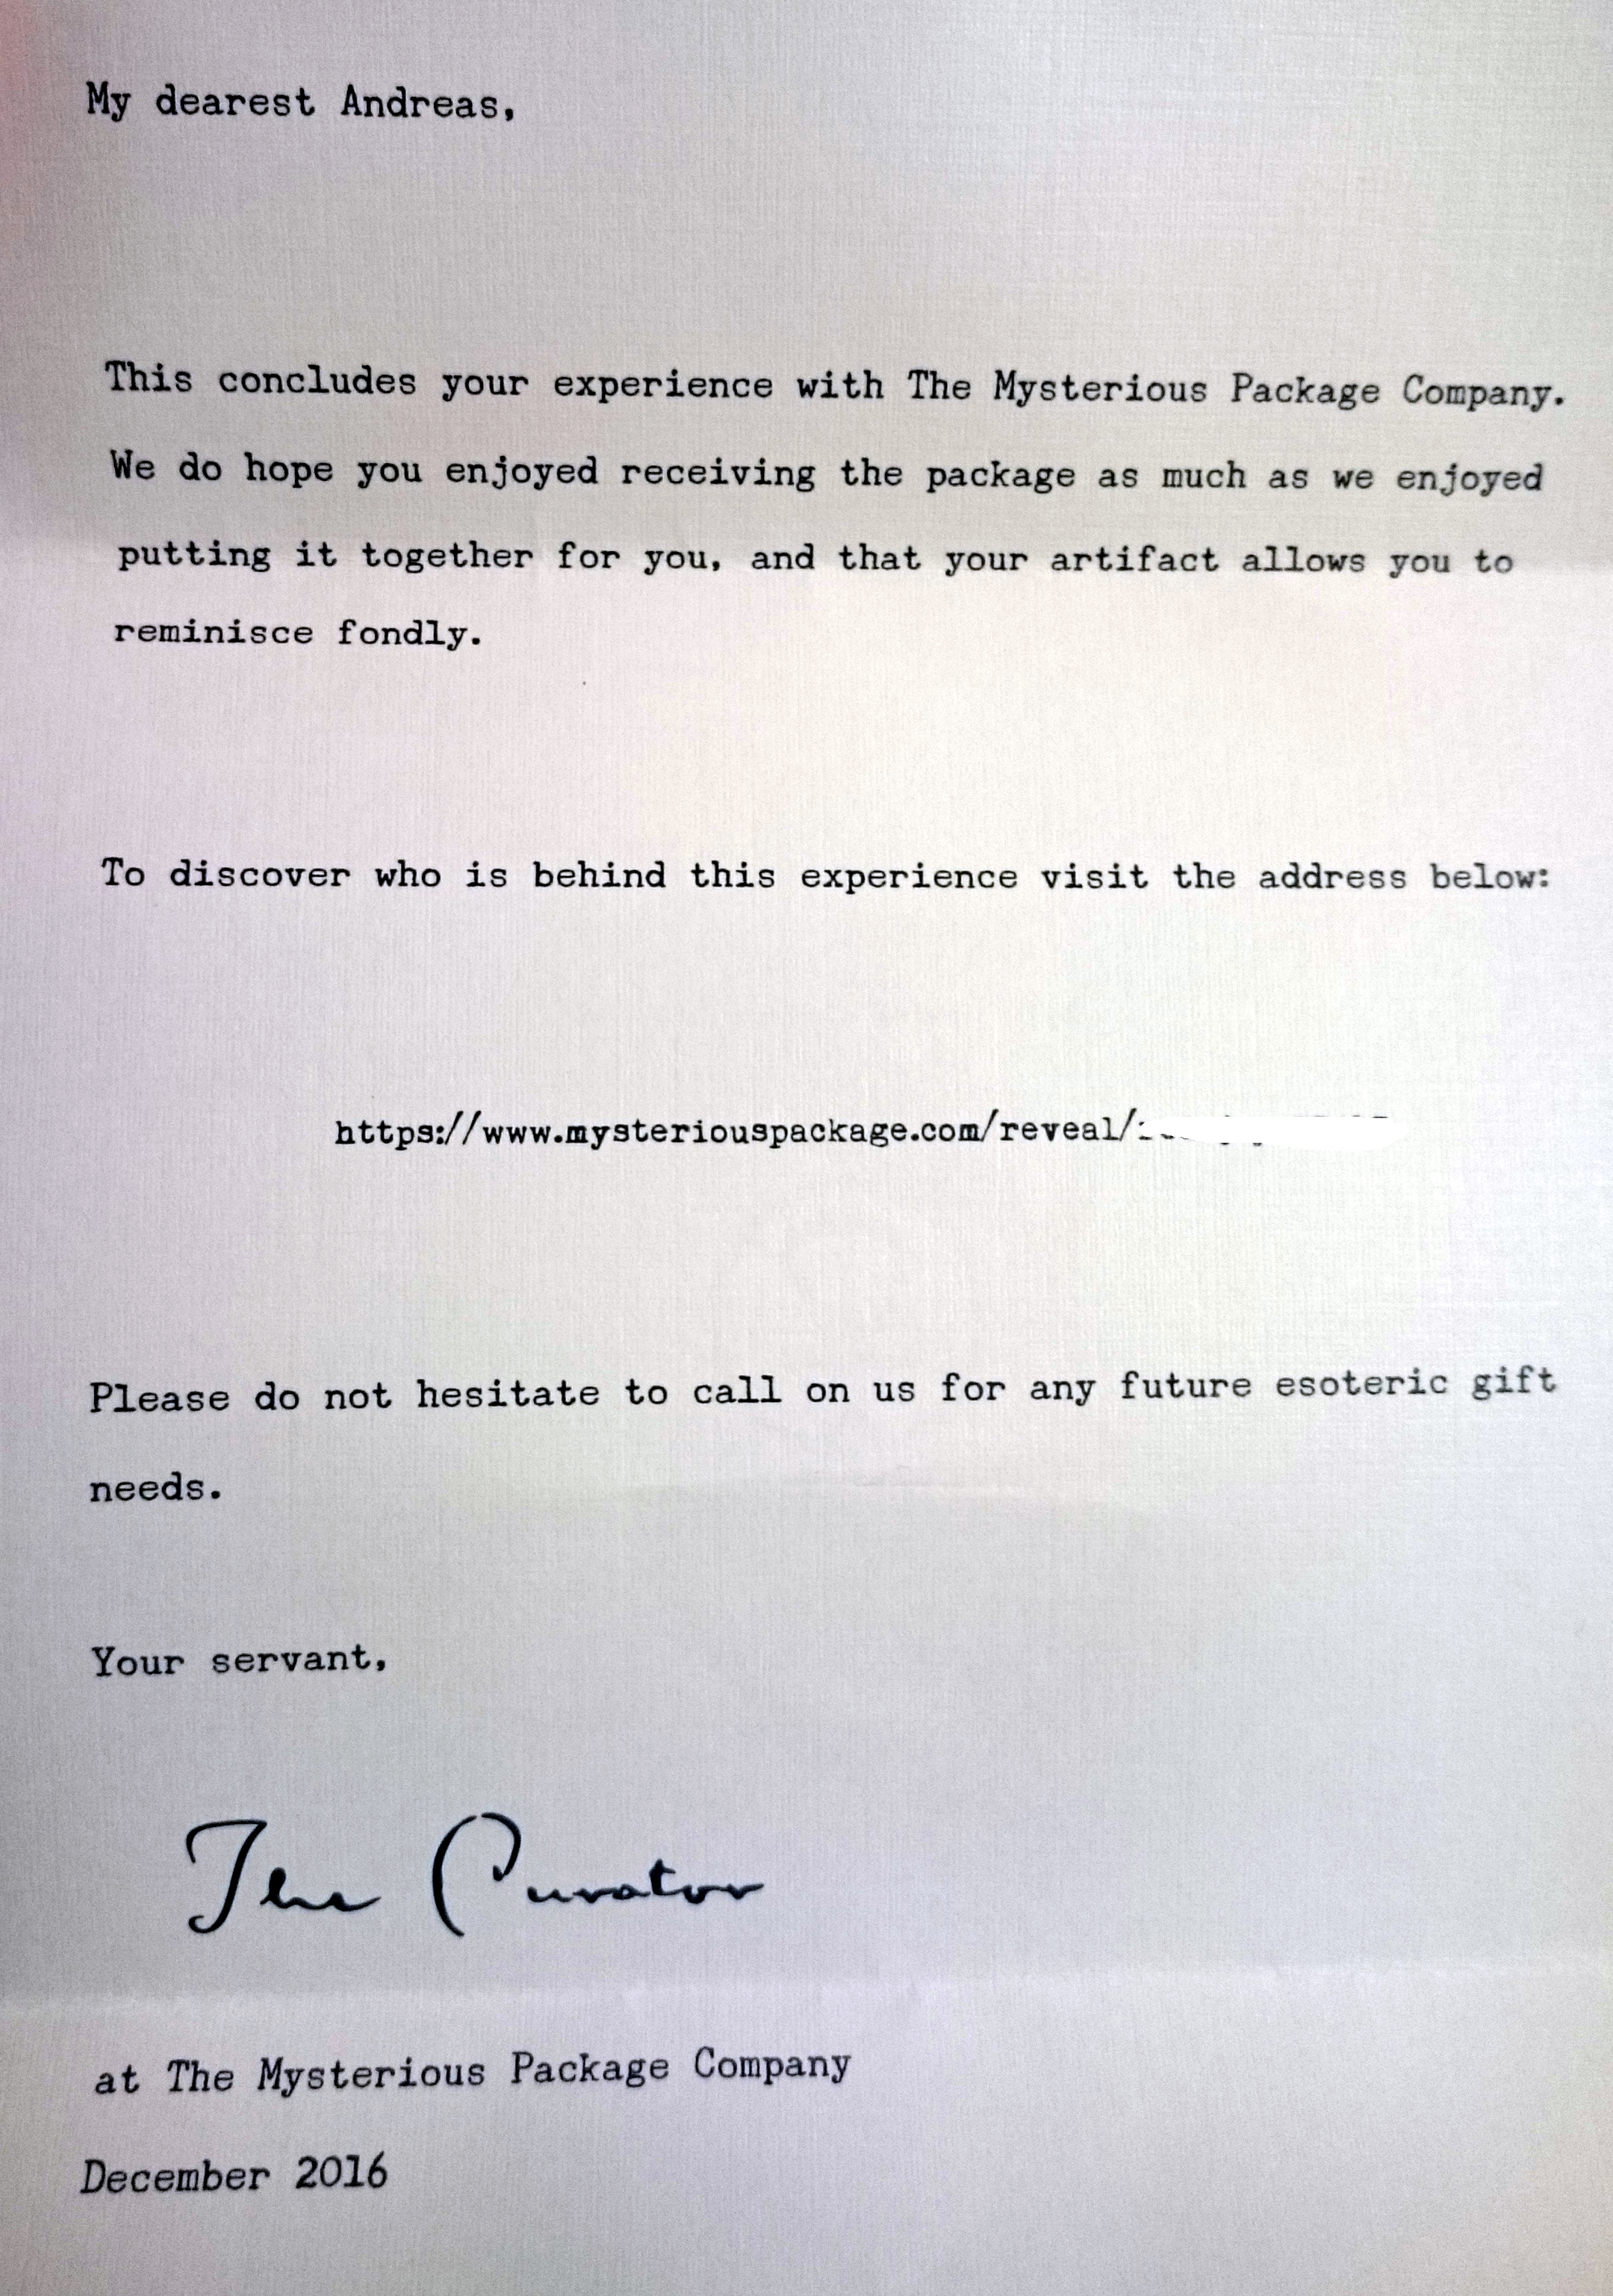 My dearest Andreas,
This concludes your experience with The Mysterious Package Company.
We do hope you enjoyed receiving the package as much as we enjoyed
putting it together for you, and that your artifact allows you to
reminisce fondly.
To discover who is behind this experience visit the address below:
https://www.mysteriouspackage.com/reveal/
Please do not hesitate to call on us for any future esoteric gift
needs.
Your servant,
The Curator
at The Mysterious Package Company
December 2016